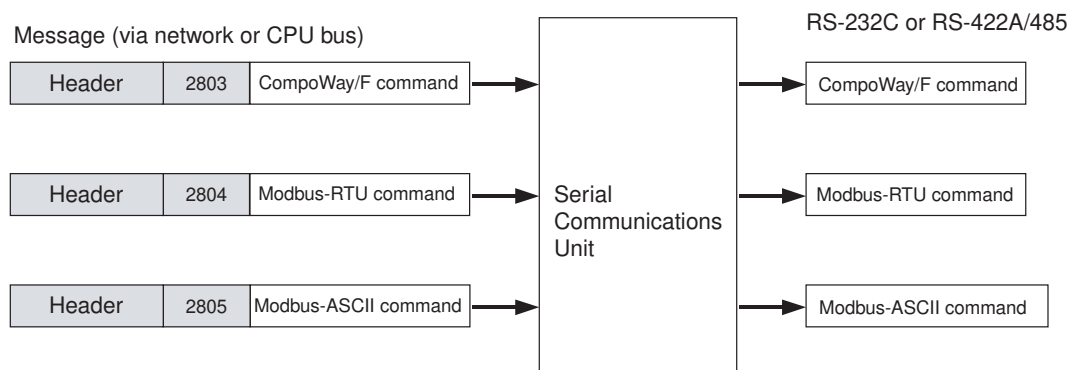 Message (via network or CPU bus)
RS-232C or RS-422A/485
Header 2803 CompoWay/F command
CompoWay/F command
Header 2804 Modbus-RTU command
Serial
Communications
Unit
Modbus-RTU command
Header 2805 Modbus-ASCII command
Modbus-ASCII command